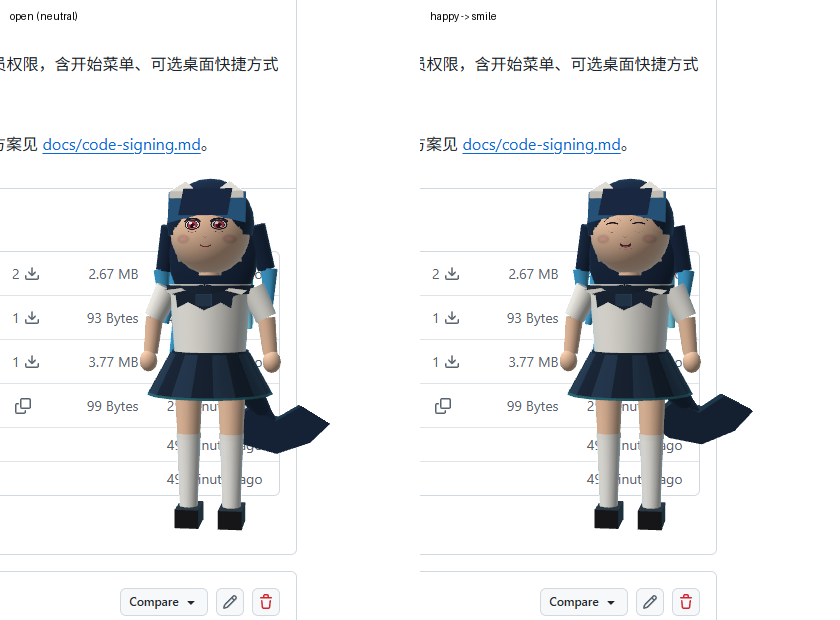 open (neutral)
员权限，含开始菜单、可选桌面快捷方式
方案见 docs/code-signing.md。
2
2.67 MB
1
93 Bytes
1
3.77 MB
99 Bytes
Compare
happy->smile
员权限，含开始菜单、可选桌面快捷方式
方案见 docs/code-signing.md。
2
2.67 MB
1
93 Bytes
1
3.77 MB
99 Bytes
ago
Compare